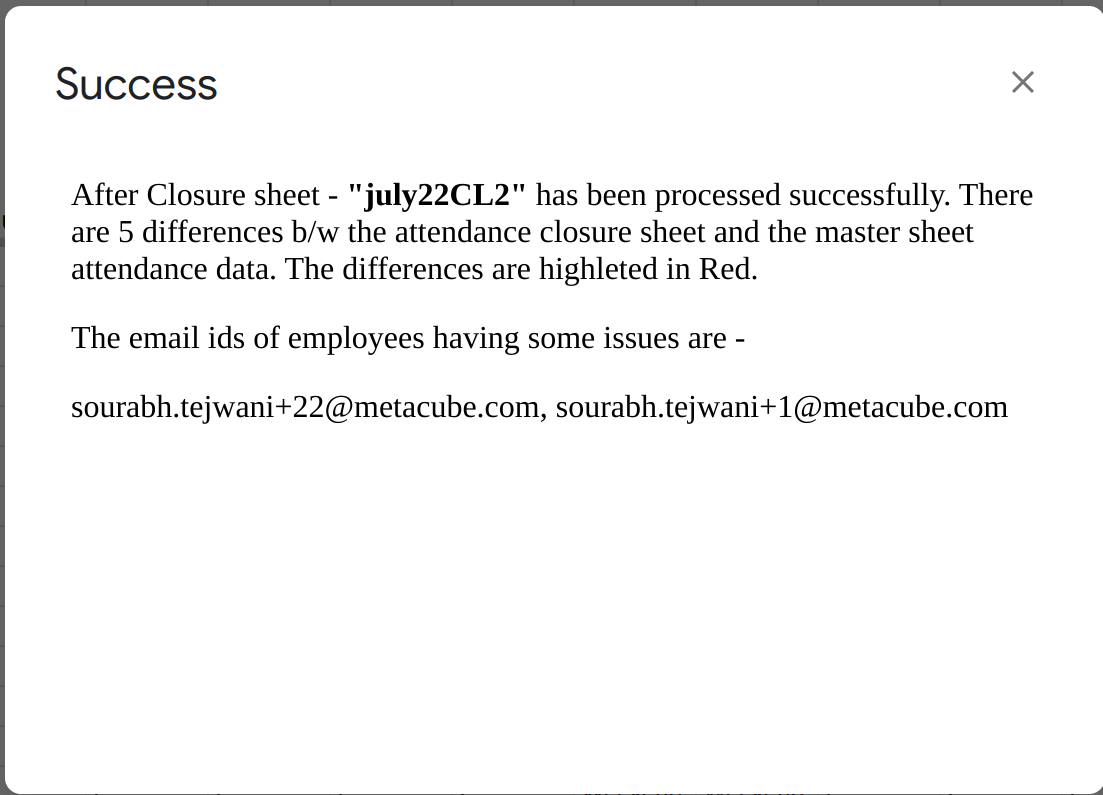 Success
After Closure sheet - "july22CL2" has been processed successfully. There
are 5 differences b/w the attendance closure sheet and the master sheet
attendance data. The differences are highleted in Red.
The email ids of employees having some issues are -
sourabh.tejwani+22@metacube.com, sourabh.tejwani+1@metacube.com